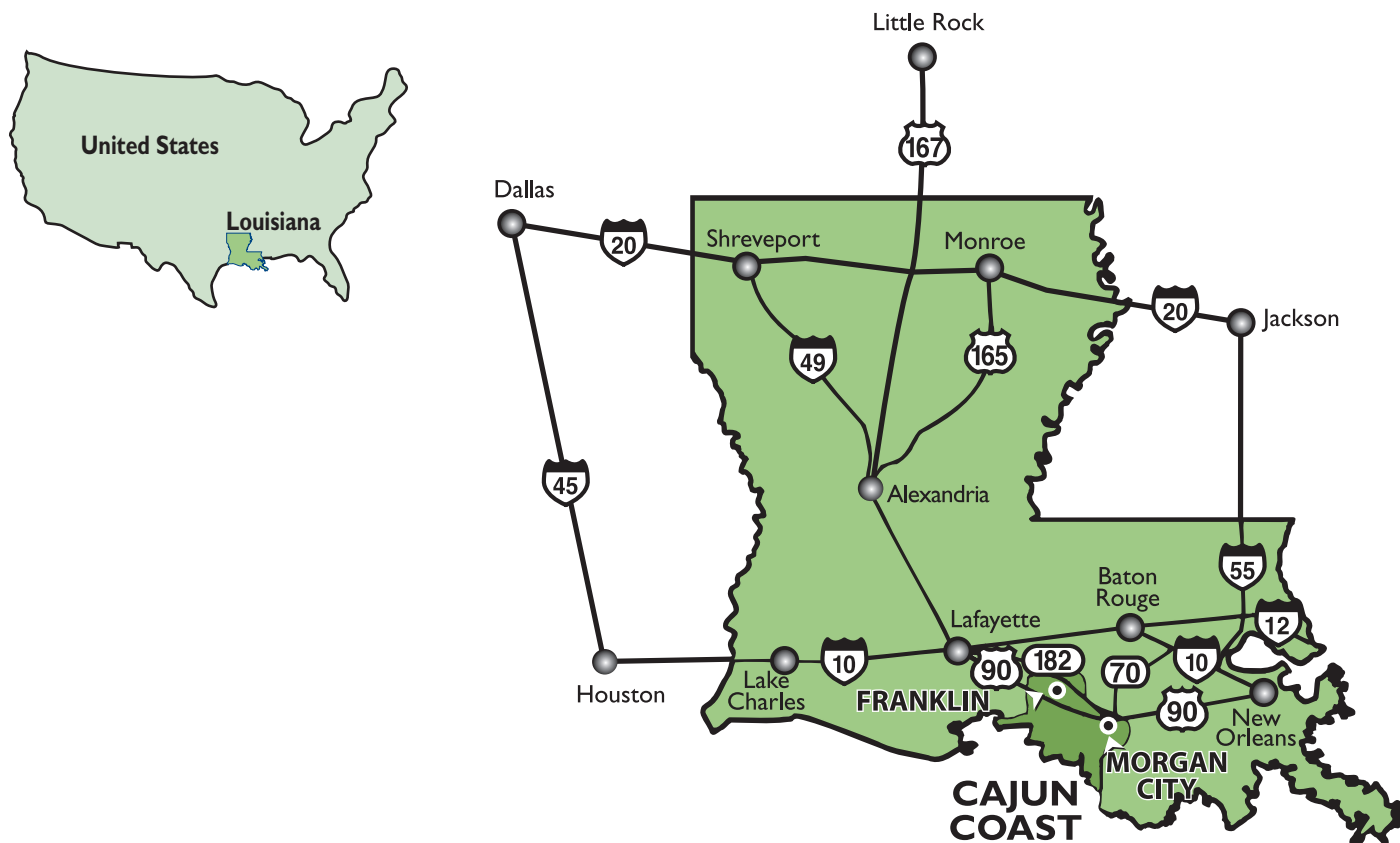 Little Rock
United States
167
Dallas
Louisiana
20
Shreveport
Monroe
20
Jackson
49
165
45
Alexandria
55
Baton
Rouge
Lafayette
12
10
90
182
70
10
Houston
Lake
Charles
FRANKLIN
90
New
Orleans
MORGAN
CITY
CAJUN
COAST